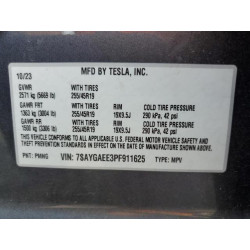 MFD BY TESLA, INC.
10/23
GVWR WITH TIRES
2571 kg (5669 lb) 255/45R19
GAWR FRT WITH TIRES RIM COLD TIRE PRESSURE
1363 kg (3004 lb) 255/45R19 19X9.5J 290 kPa, 42 psi
GAWR RR WITH TIRES RIM COLD TIRE PRESSURE
1500 kg (3306 lb) 255/45R19 19X9.5J 290 kPa, 42 psi
THIS VEHICLE CONFORMS TO ALL APPLICABLE U.S. FEDERAL MOTOR VEHICLE SAFETY
AND THEFT PREVENTION STANDARDS IN EFFECT ON THE DATE OF MANUFACTURE
SHOWN ABOVE.
PNT: PMNG VIN: 7SAYGAEE3PF911625 TYPE: MPV